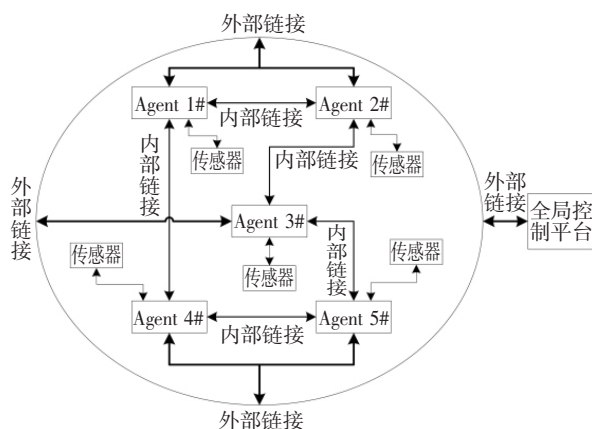 外部链接
Agent 1#
内部链接
Agent 2#
传感器
内部链接
传感器
内部链接
外部链接
Agent 3#
外部链接
全局控
制平台
传感器
传感器
内部链接
传感器
Agent 4#
内部链接
Agent 5#
外部链接